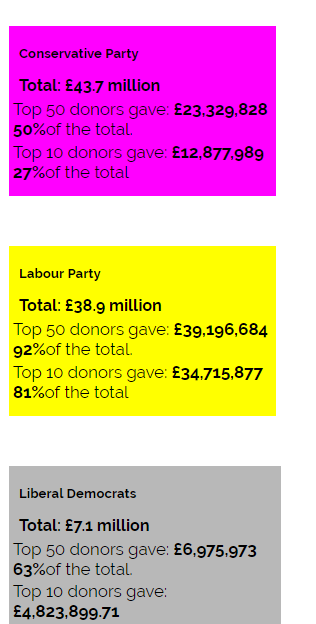 Conservative Party
Total: £43.7 million
Top 50 donors gave: £23,329,828
50%of the total.
Top 10 donors gave: £12,877,989
27%of the total
Labour Party
Total: £38.9 million
Top 50 donors gave: £39,196,684
92%of the total.
Top 10 donors gave: £34,715,877
81%of the total
Liberal Democrats
Total: £7.1 million
Top 50 donors gave: £6,975,973
63%of the total.
Top 10 donors gave:
£4,823,899.71